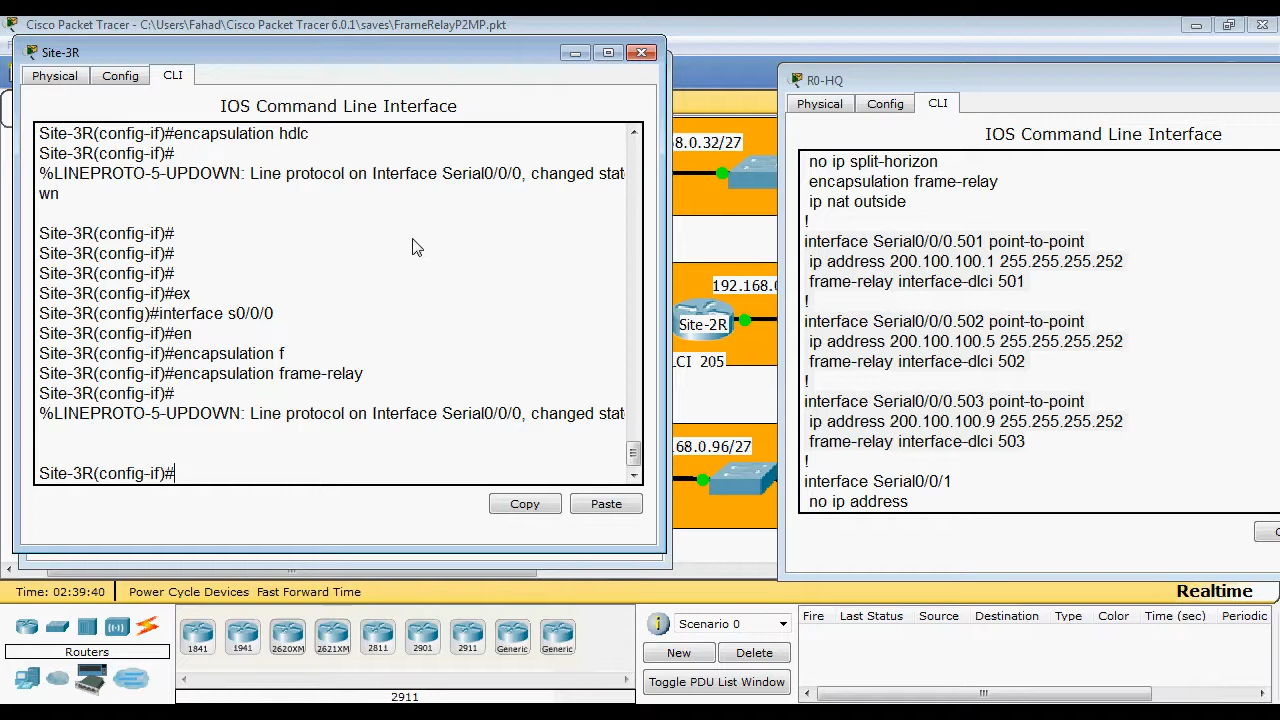 Cisco Packet Tracer - C:\Users\Fahad\Cisco Packet Tracer 6.0.1\saves\FrameRelayP2MP.pkt
Site-3R
Physical Config CLI
IOS Command Line Interface
Site-3R(config-if)#encapsulation hdlc
Site-3R(config-if)#
%LINEPROTO-5-UPDOWN: Line protocol on Interface Serial0/0/0, changed stat
wn
Site-3R(config-if)#
Site-3R(config-if)#
Site-3R(config-if)#
Site-3R(config-if)#ex
Site-3R(config)#interface s0/0/0
Site-3R(config-if)#en
Site-3R(config-if)#encapsulation f
Site-3R(config-if)#encapsulation frame-relay
Site-3R(config-if)#
%LINEPROTO-5-UPDOWN: Line protocol on Interface Serial0/0/0, changed stat
Site-3R(config-if)#
Copy Paste
8.0.32/27
192.168.
Site-2R
LCI 205
68.0.96/27
R0-HQ
Physical Config CLI
IOS Command Line Interface
no ip split-horizon
encapsulation frame-relay
ip nat outside
!
interface Serial0/0/0.501 point-to-point
ip address 200.100.100.1 255.255.255.252
frame-relay interface-dlci 501
!
interface Serial0/0/0.502 point-to-point
ip address 200.100.100.5 255.255.255.252
frame-relay interface-dlci 502
!
interface Serial0/0/0.503 point-to-point
ip address 200.100.100.9 255.255.255.252
frame-relay interface-dlci 503
!
interface Serial0/0/1
no ip address
C
Time: 02:39:40 Power Cycle Devices Fast Forward Time
Realtime
Routers
1841 1941 2620XM 2621XM 2811 2901 2911 Generic Generic
2911
Scenario 0
New Delete
Toggle PDU List Window
Fire Last Status Source Destination Type Color Time (sec) Periodic